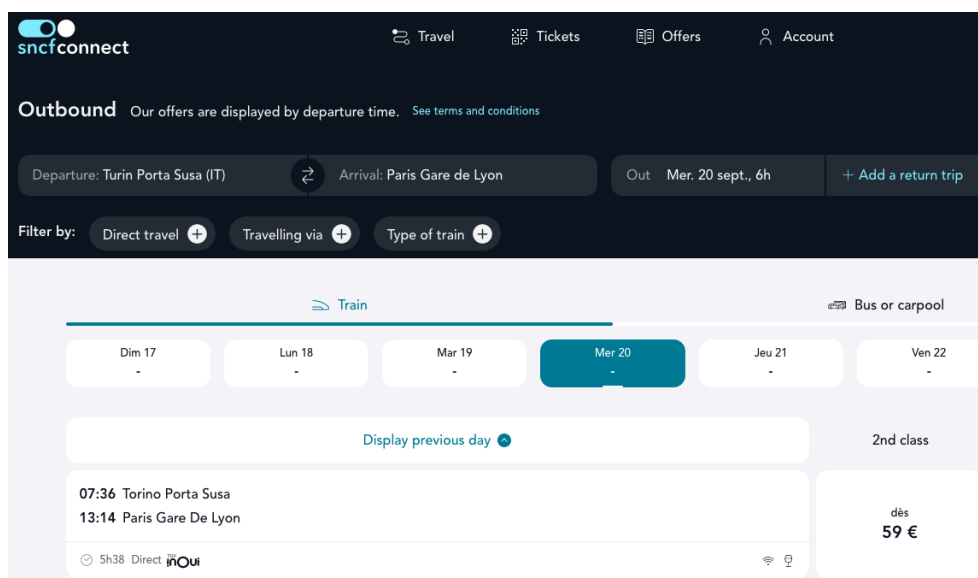 sncfconnect
Travel
Tickets
Offers
Account
Outbound Our offers are displayed by departure time. See terms and conditions
Departure: Turin Porta Susa (IT)
Arrival: Paris Gare de Lyon
Out Mer. 20 sept., 6h
+ Add a return trip
Filter by:
Direct travel +
Travelling via +
Type of train +
Train
Bus or carpool
Dim 17
-
Lun 18
-
Mar 19
-
Mer 20
-
Jeu 21
-
Ven 22
-
Display previous day
2nd class
07:36 Torino Porta Susa
13:14 Paris Gare De Lyon
dès
59 €
5h38 Direct TGV inOui